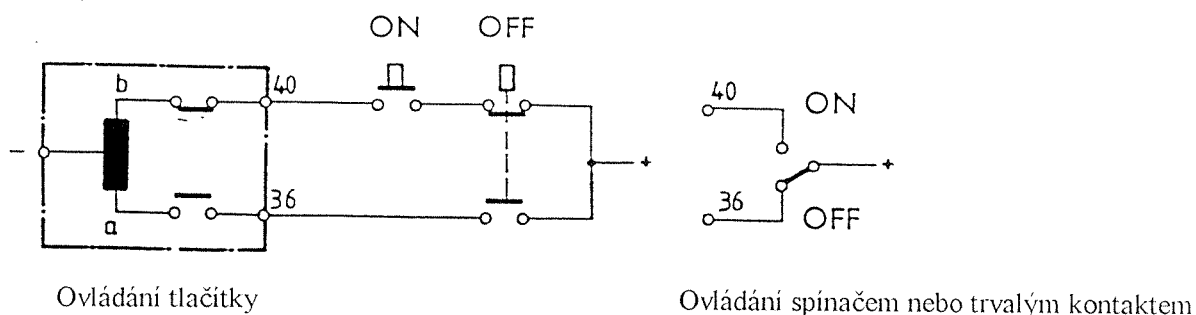 ON OFF
b 40
- +
36
a
40 ON
+
36 OFF
Ovládání tlačítky
Ovládání spínačem nebo trvalým kontaktem